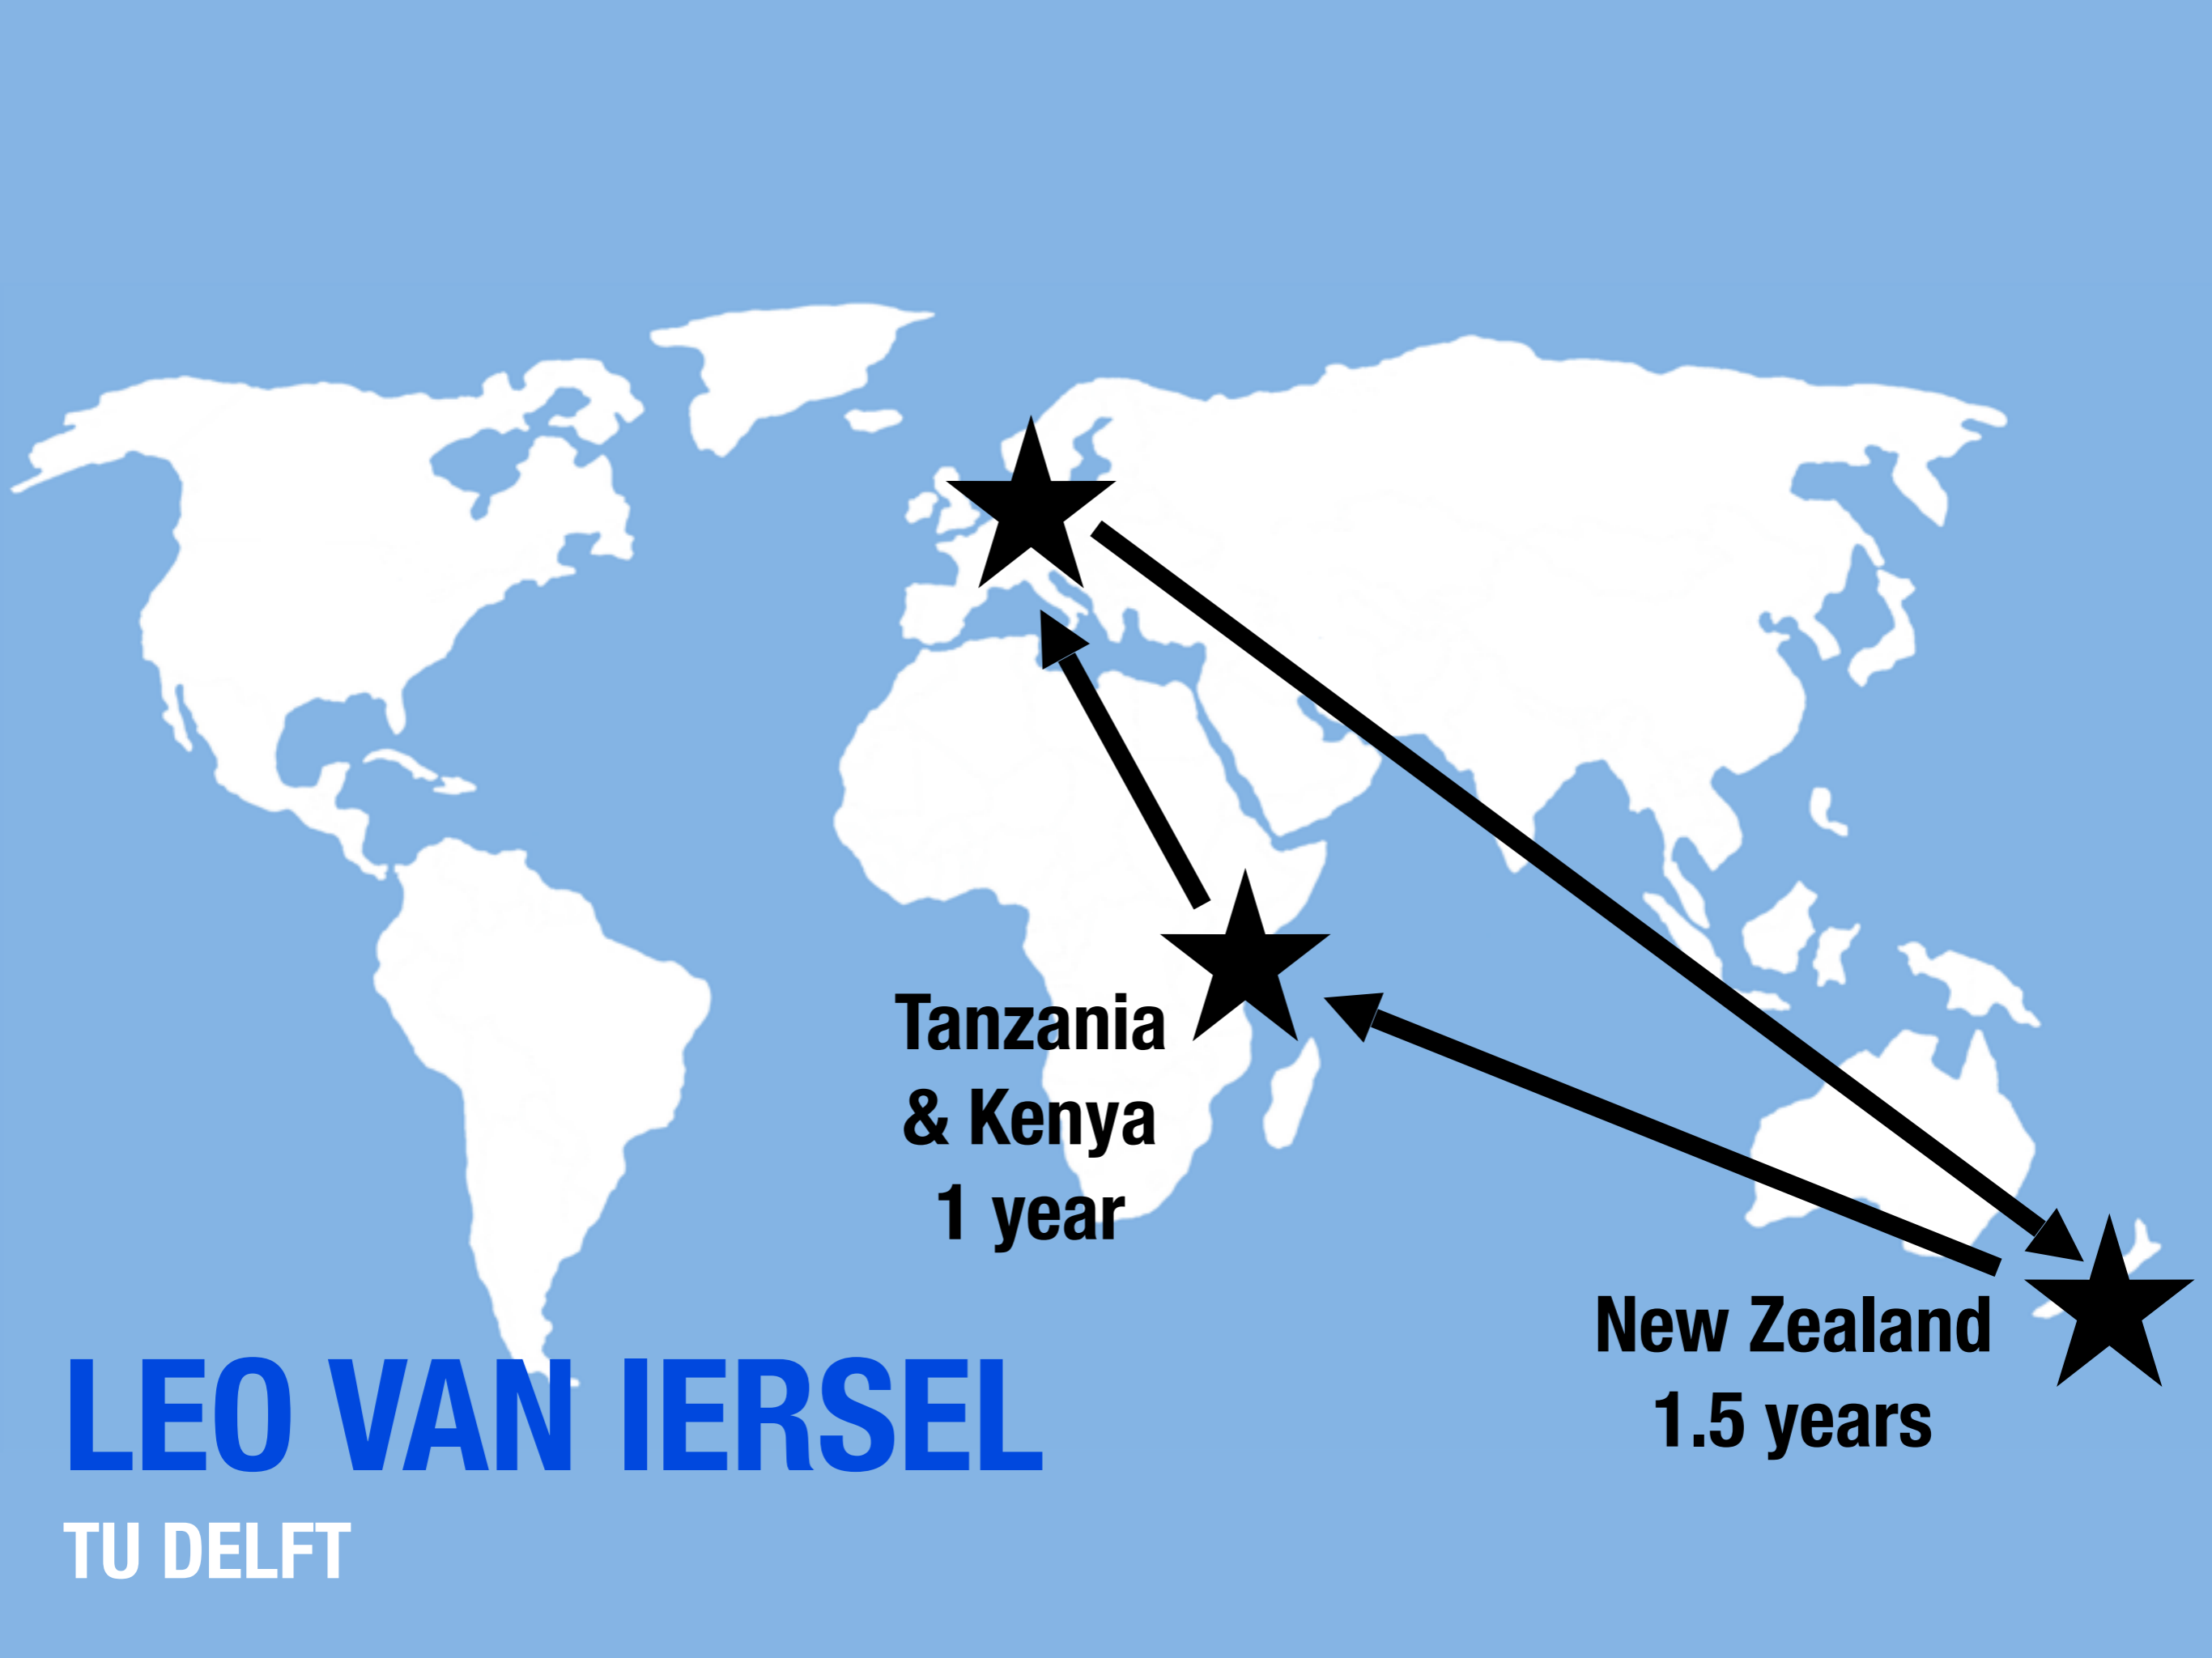 Tanzania
& Kenya
1 year
New Zealand
1.5 years
LEO VAN IERSEL
TU DELFT